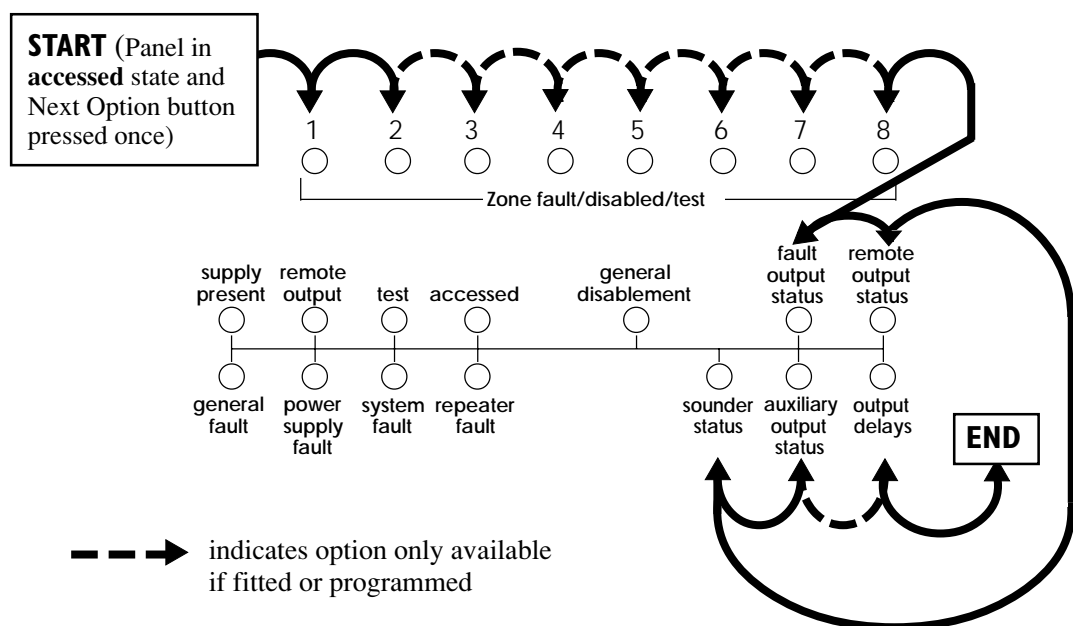 START (Panel in
accessed state and
Next Option button
pressed once)
1 2 3 4 5 6 7 8
Zone fault/disabled/test
supply
present
remote
output
test
accessed
general
disablement
fault
output
status
remote
output
status
general
fault
power
supply
fault
system
fault
repeater
fault
sounder
status
auxiliary
output
status
output
delays
END
indicates option only available
if fitted or programmed